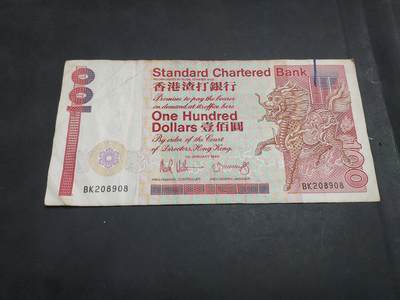 100
Standard Chartered Bank
香港渣打銀行
Promises to pay the bearer
on demand at its office here
One Hundred
Dollars 壹佰圓
By order of the Court
of Directors, Hong Kong.
BK208908
BK208908
100